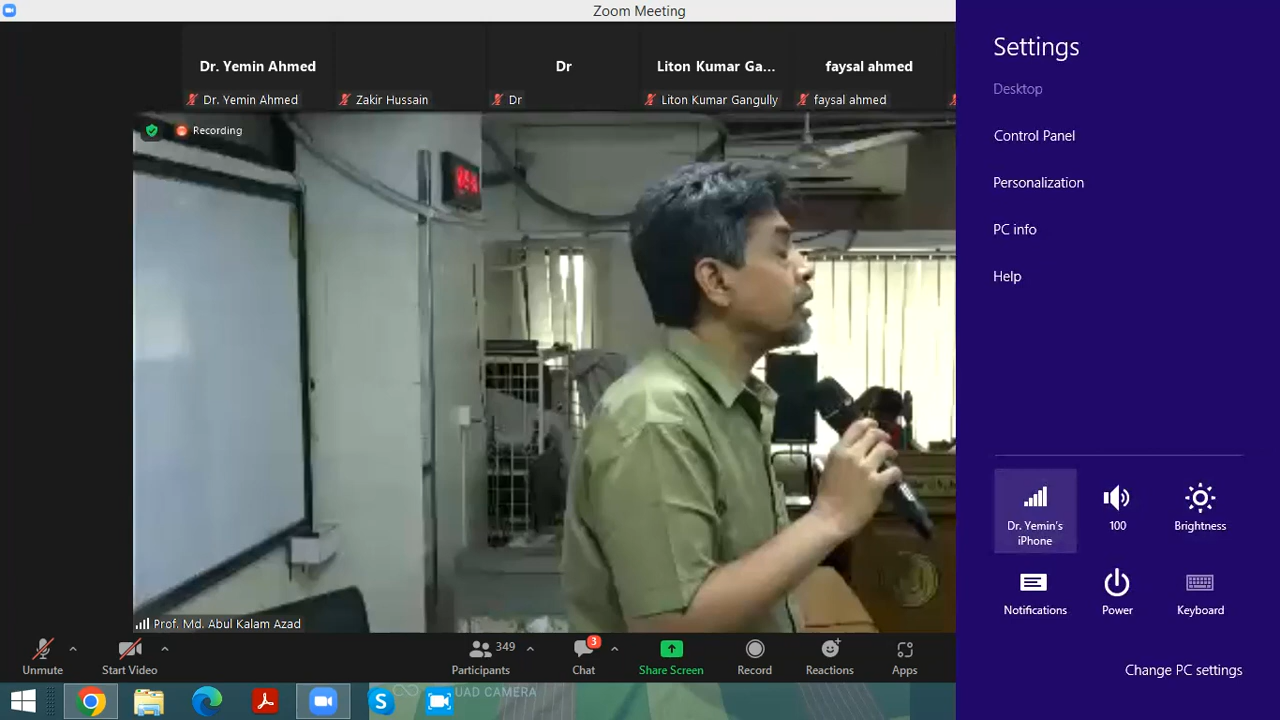 Zoom Meeting
Dr. Yemin Ahmed
Dr
Liton Kumar Ga...
faysal ahmed
Dr. Yemin Ahmed
Zakir Hussain
Dr
Liton Kumar Gangully
faysal ahmed
Recording
Prof. Md. Abul Kalam Azad
Unmute
Start Video
349
Participants
3
Chat
Share Screen
Record
Reactions
Apps
UAD CAMERA
Settings
Desktop
Control Panel
Personalization
PC info
Help
Dr. Yemin's
iPhone
100
Brightness
Notifications
Power
Keyboard
Change PC settings